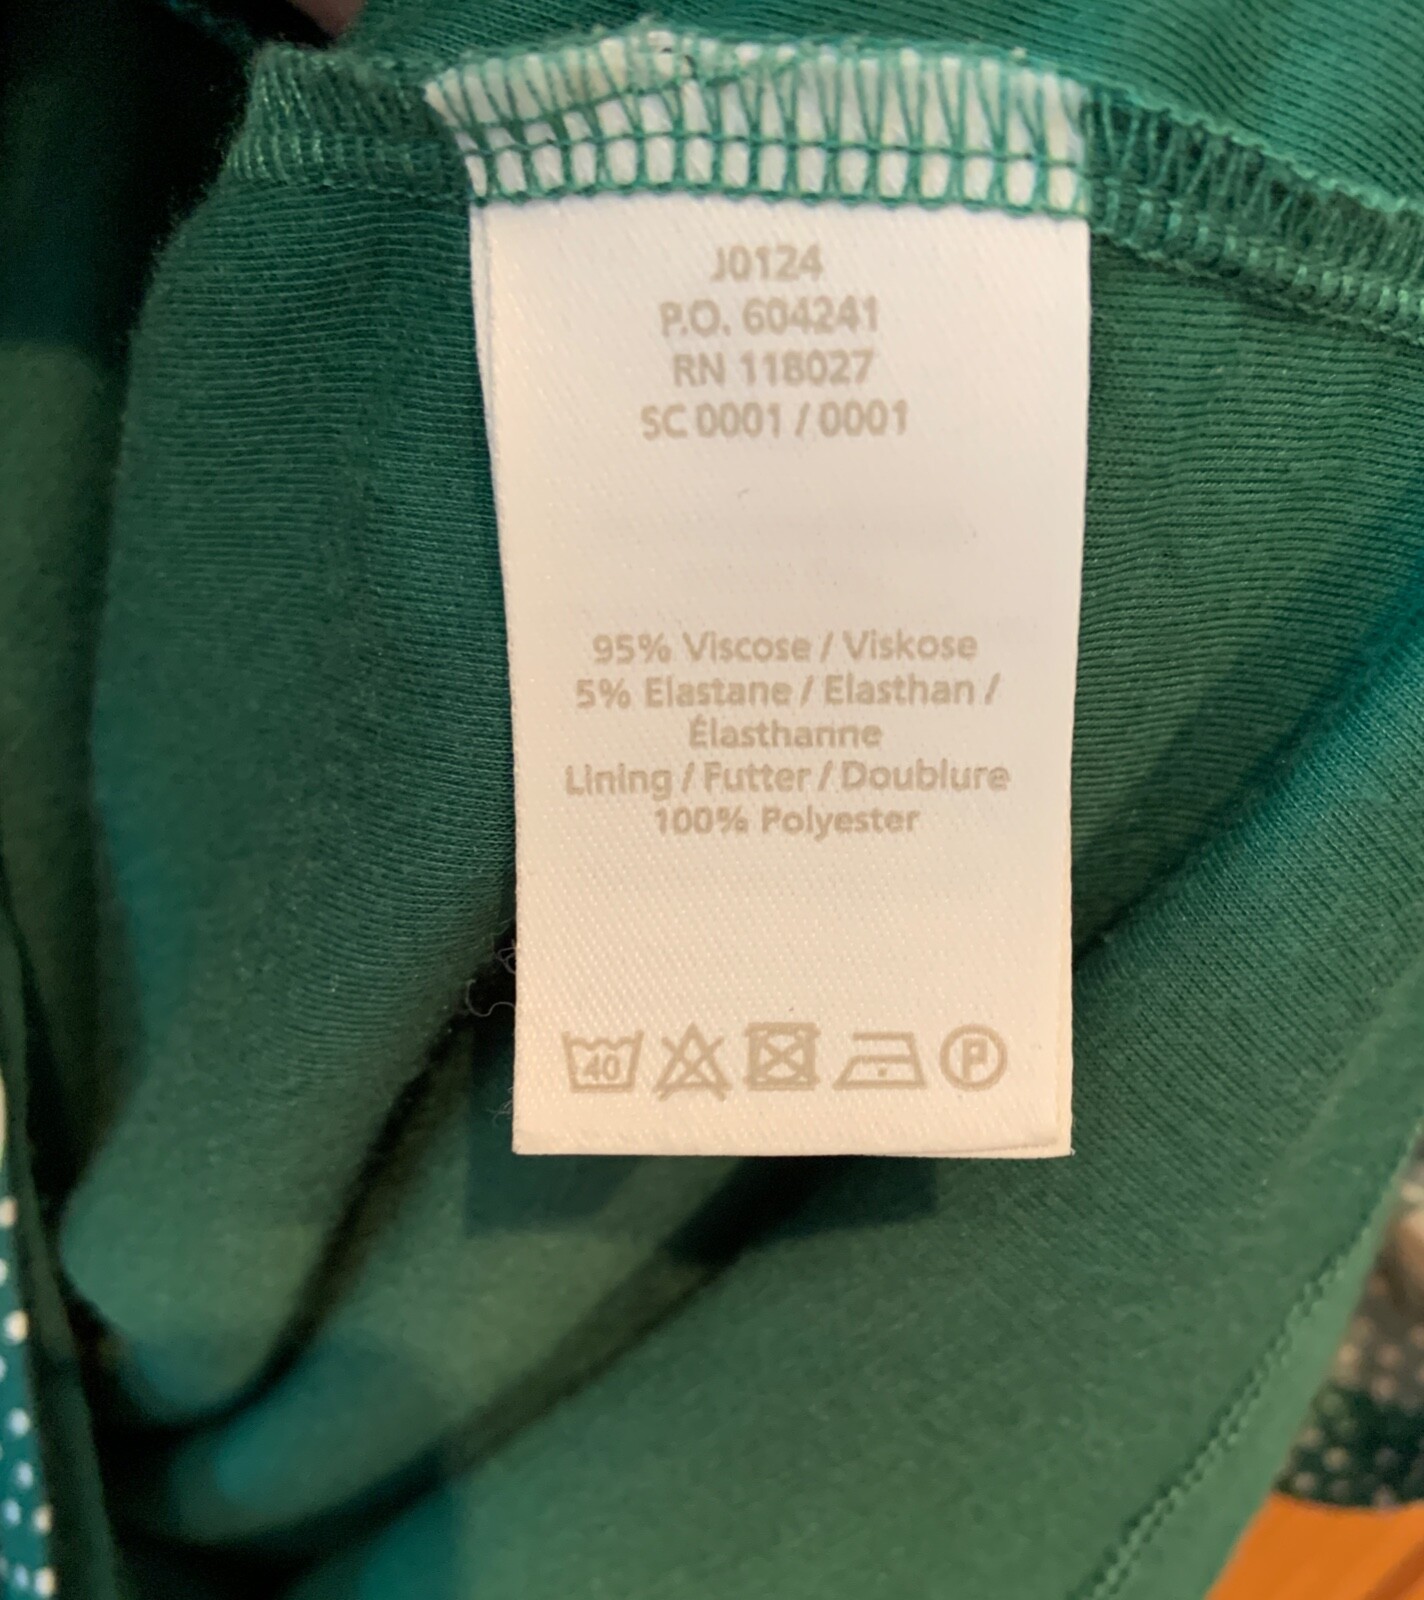 J0124
P.O. 604241
RN 118027
SC 0001 / 0001
95% Viscose / Viskose
5% Elastane / Elasthan /
Élasthanne
Lining / Futter / Doublure
100% Polyester
40 P